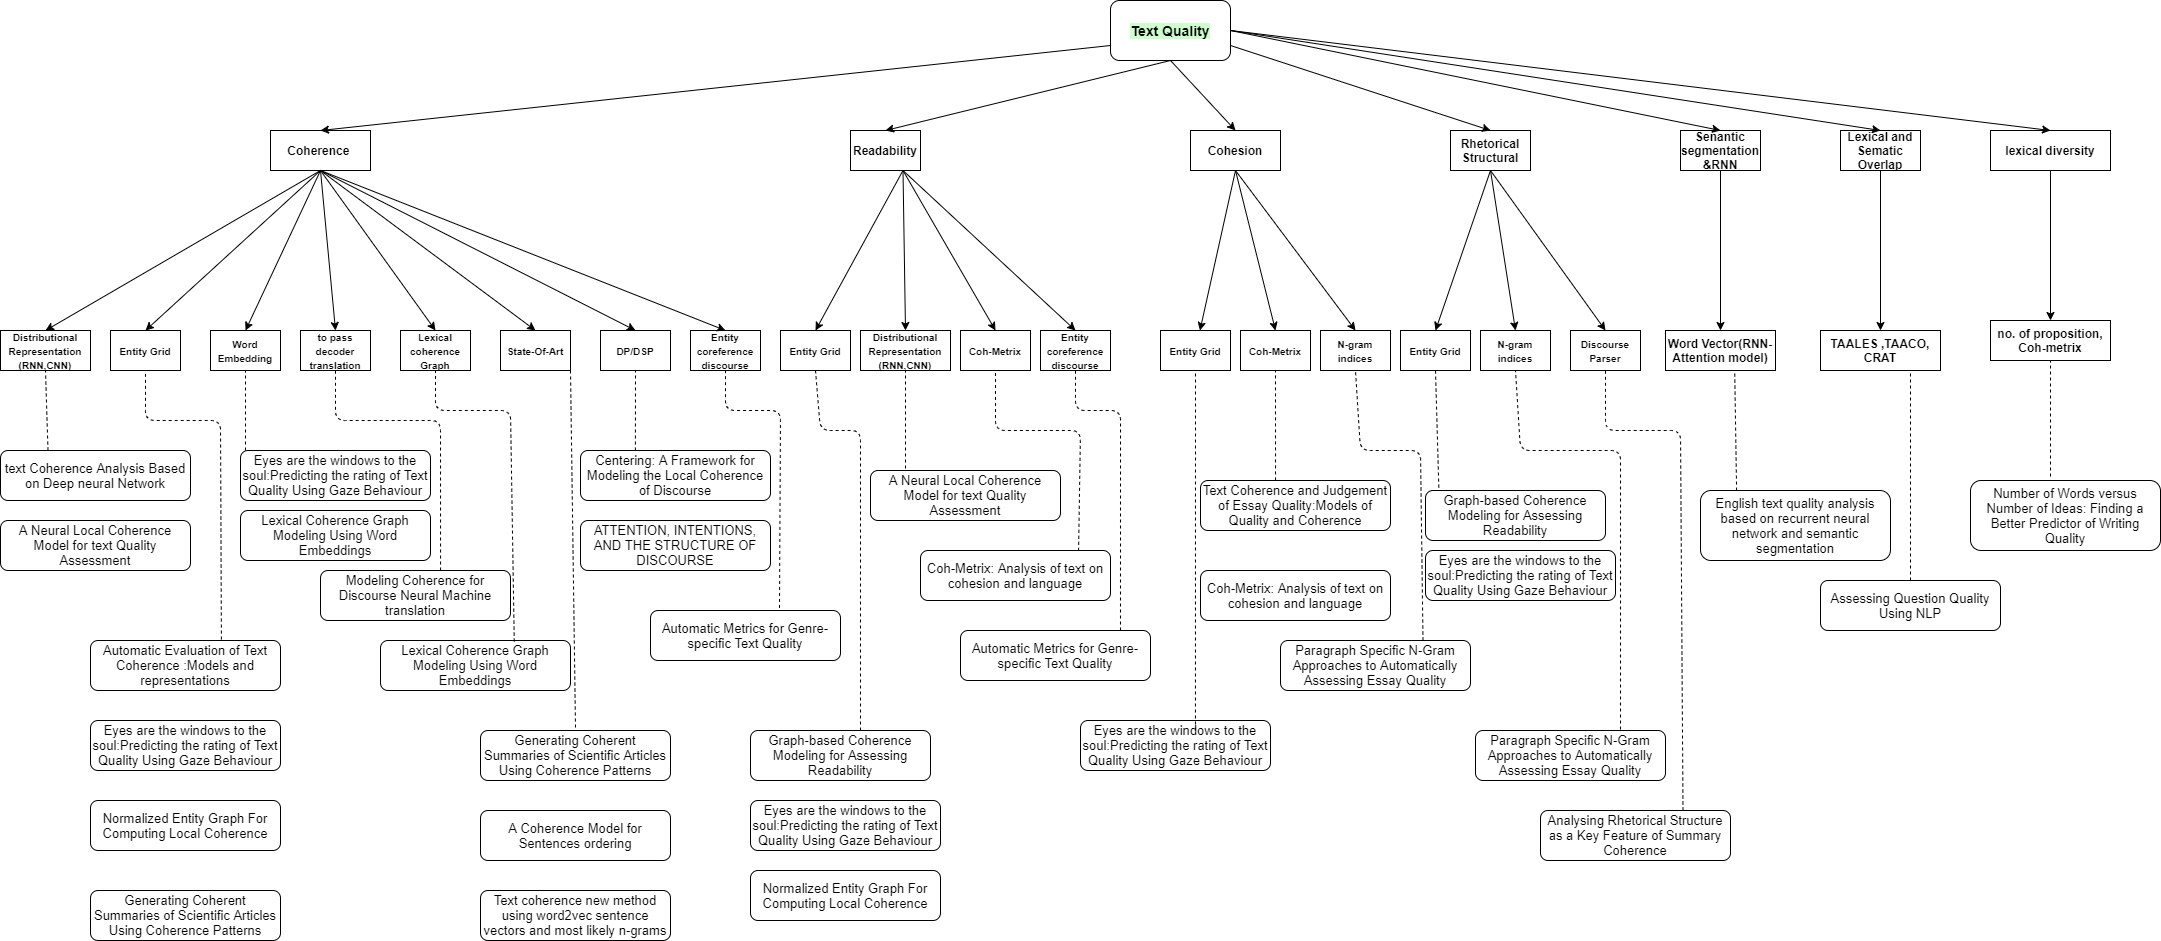 Text Quality
Coherence
Readability
Cohesion
Rhetorical
Structural
Senantic
segmentation
&RNN
Lexical and
Sematic
Overlap
lexical diversity
Distributional
Representation
(RNN,CNN)
Entity Grid
Word
Embedding
to pass
decoder
translation
Lexical
coherence
Graph
State-Of-Art
DP/DSP
Entity
coreference
discourse
Entity Grid
Distributional
Representation
(RNN,CNN)
Coh-Metrix
Entity
coreference
discourse
Entity Grid
Coh-Metrix
N-gram
indices
Entity Grid
N-gram
indices
Discourse
Parser
Word Vector(RNN-
Attention model)
TAALES ,TAACO,
CRAT
no. of proposition,
Coh-metrix
text Coherence Analysis Based
on Deep neural Network
A Neural Local Coherence
Model for text Quality
Assessment
Automatic Evaluation of Text
Coherence :Models and
representations
Eyes are the windows to the
soul:Predicting the rating of Text
Quality Using Gaze Behaviour
Normalized Entity Graph For
Computing Local Coherence
Generating Coherent
Summaries of Scientific Articles
Using Coherence Patterns
Eyes are the windows to the
soul:Predicting the rating of Text
Quality Using Gaze Behaviour
Lexical Coherence Graph
Modeling Using Word
Embeddings
Modeling Coherence for
Discourse Neural Machine
translation
Lexical Coherence Graph
Modeling Using Word
Embeddings
Generating Coherent
Summaries of Scientific Articles
Using Coherence Patterns
A Coherence Model for
Sentences ordering
Text coherence new method
using word2vec sentence
vectors and most likely n-grams
Centering: A Framework for
Modeling the Local Coherence
of Discourse
ATTENTION, INTENTIONS,
AND THE STRUCTURE OF
DISCOURSE
Automatic Metrics for Genre-
specific Text Quality
Graph-based Coherence
Modeling for Assessing
Readability
Eyes are the windows to the
soul:Predicting the rating of Text
Quality Using Gaze Behaviour
Normalized Entity Graph For
Computing Local Coherence
A Neural Local Coherence
Model for text Quality
Assessment
Coh-Metrix: Analysis of text on
cohesion and language
Automatic Metrics for Genre-
specific Text Quality
Eyes are the windows to the
soul:Predicting the rating of Text
Quality Using Gaze Behaviour
Text Coherence and Judgement
of Essay Quality:Models of
Quality and Coherence
Coh-Metrix: Analysis of text on
cohesion and language
Paragraph Specific N-Gram
Approaches to Automatically
Assessing Essay Quality
Graph-based Coherence
Modeling for Assessing
Readability
Eyes are the windows to the
soul:Predicting the rating of Text
Quality Using Gaze Behaviour
Paragraph Specific N-Gram
Approaches to Automatically
Assessing Essay Quality
Analysing Rhetorical Structure
as a Key Feature of Summary
Coherence
English text quality analysis
based on recurrent neural
network and semantic
segmentation
Assessing Question Quality
Using NLP
Number of Words versus
Number of Ideas: Finding a
Better Predictor of Writing
Quality